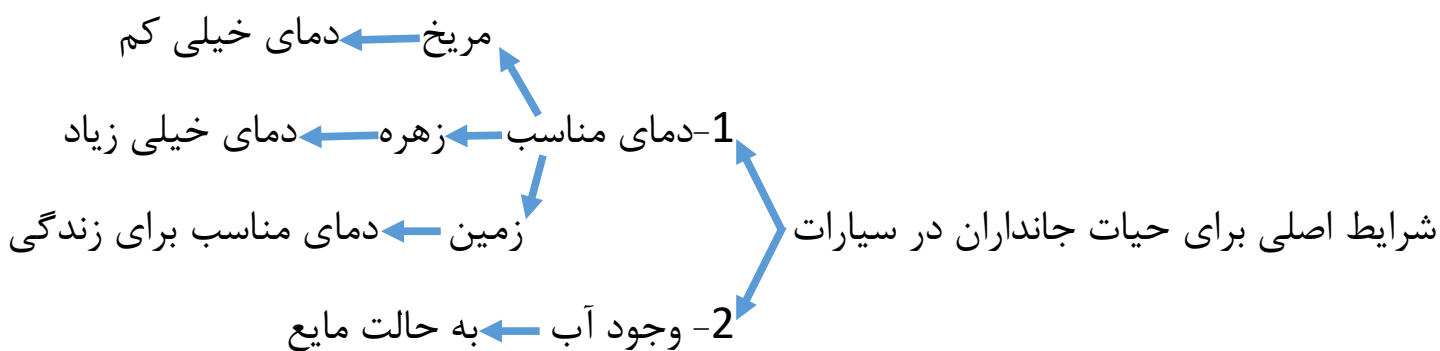 مریخ دمای خیلی کم
1-دمای مناسب زهره دمای خیلی زیاد
شرایط اصلی برای حیات جانداران در سیارات زمین دمای مناسب برای زندگی
2- وجود آب به حالت مایع